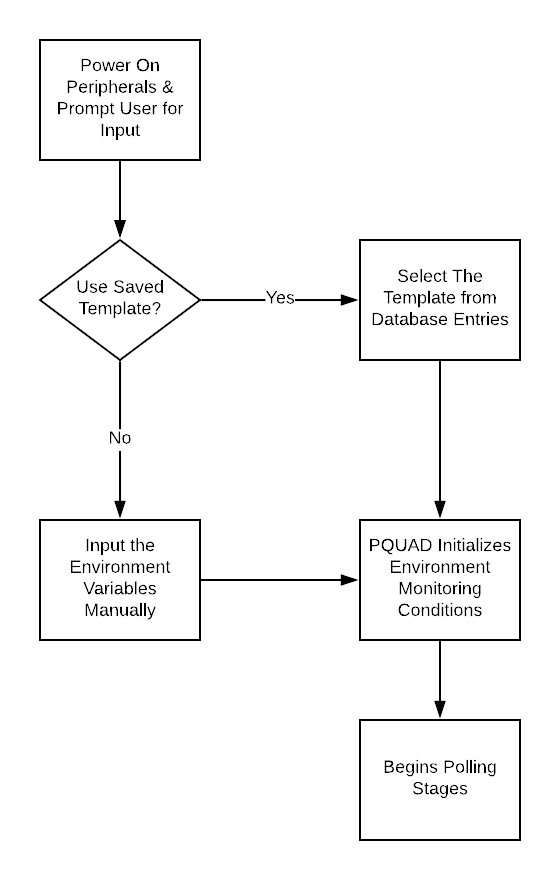 Power On
Peripherals &
Prompt User for
Input
Use Saved
Template?
Yes
Select The
Template from
Database Entries
No
Input the
Environment
Variables
Manually
PQUAD Initializes
Environment
Monitoring
Conditions
Begins Polling
Stages